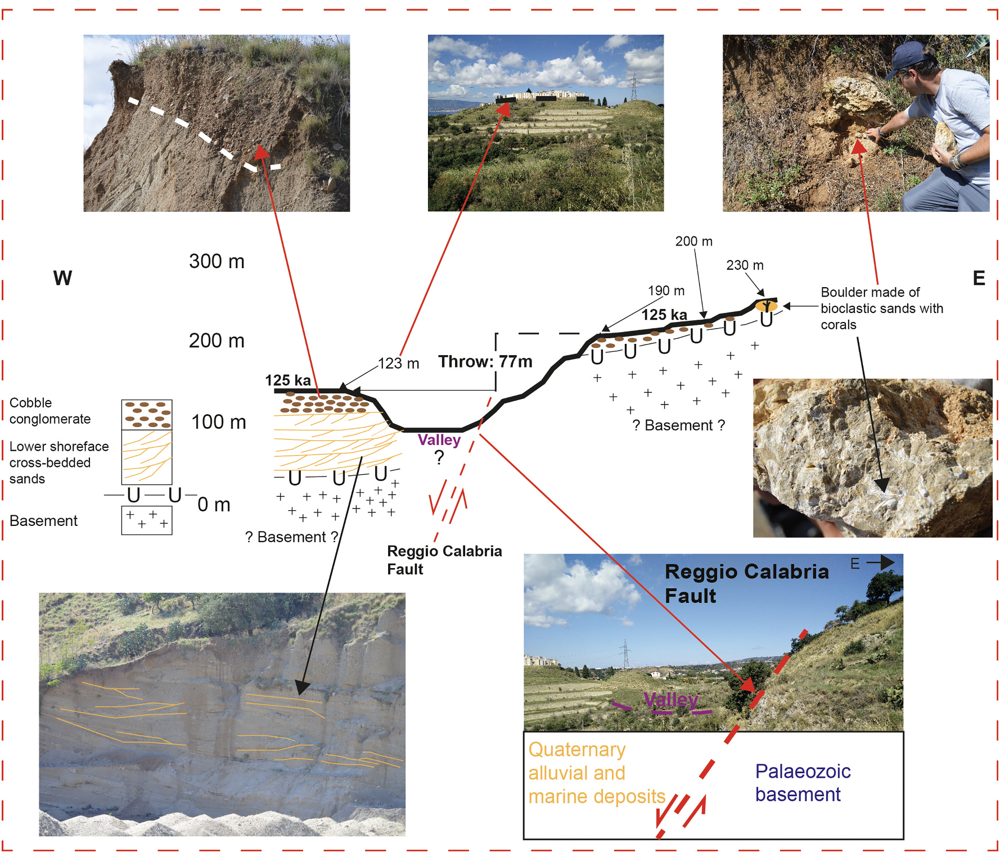 300 m
W
E
200 m
230 m
190 m
125 ka
Boulder made of
bioclastic sands with
corals
200 m
123 m
Throw: 77m
125 ka
Cobble
conglomerate
100 m
? Basement ?
Lower shoreface
cross-bedded
sands
Valley
?
U U U U U U
U U U
U U
0 m
Basement
? Basement ?
Reggio Calabria
Fault
Reggio Calabria
Fault
E
Valley
Quaternary
alluvial and
marine deposits
Palaeozoic
basement